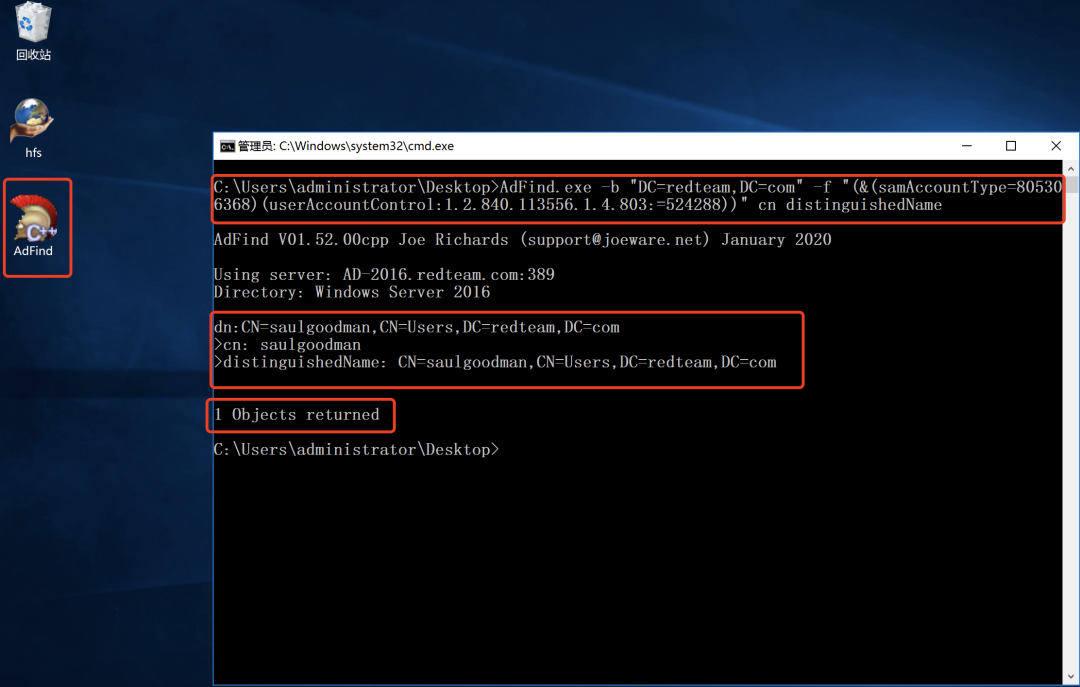 回收站
hfs
AdFind
管理员: C:\Windows\system32\cmd.exe
C:\Users\administrator\Desktop>AdFind.exe -b "DC=redteam,DC=com" -f "(&(samAccountType=80530
6368)(userAccountControl:1.2.840.113556.1.4.803:=524288))" cn distinguishedName
AdFind V01.52.00cpp Joe Richards (support@joeware.net) January 2020
Using server: AD-2016.redteam.com:389
Directory: Windows Server 2016
dn:CN=saulgoodman,CN=Users,DC=redteam,DC=com
>cn: saulgoodman
>distinguishedName: CN=saulgoodman,CN=Users,DC=redteam,DC=com
1 Objects returned
C:\Users\administrator\Desktop>